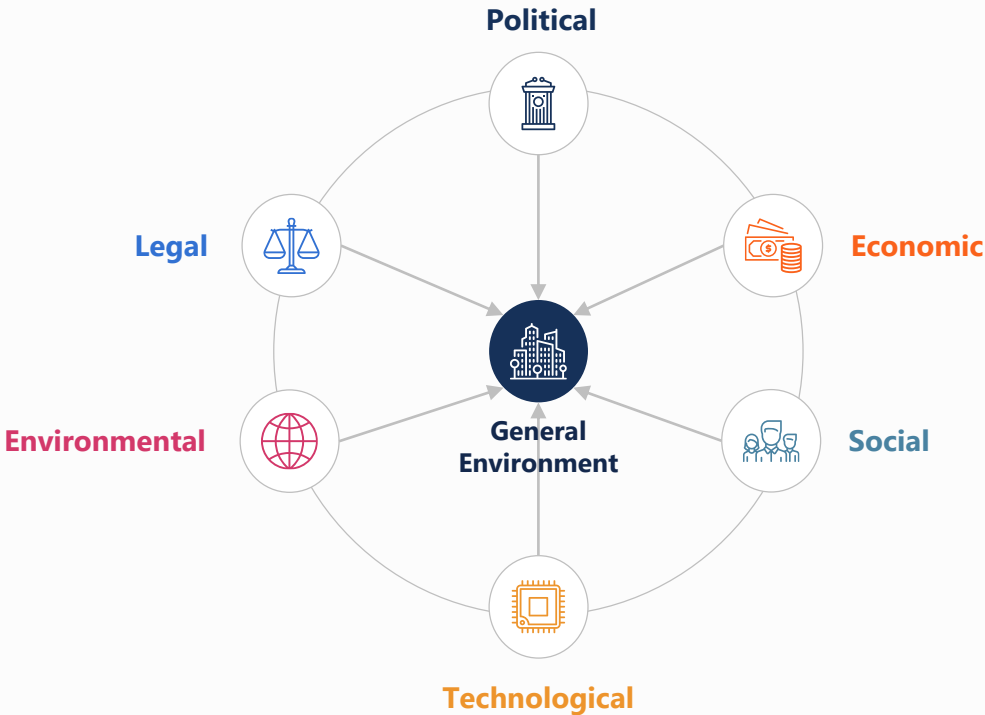 Political
Legal
Economic
General
Environment
Environmental
Social
Technological